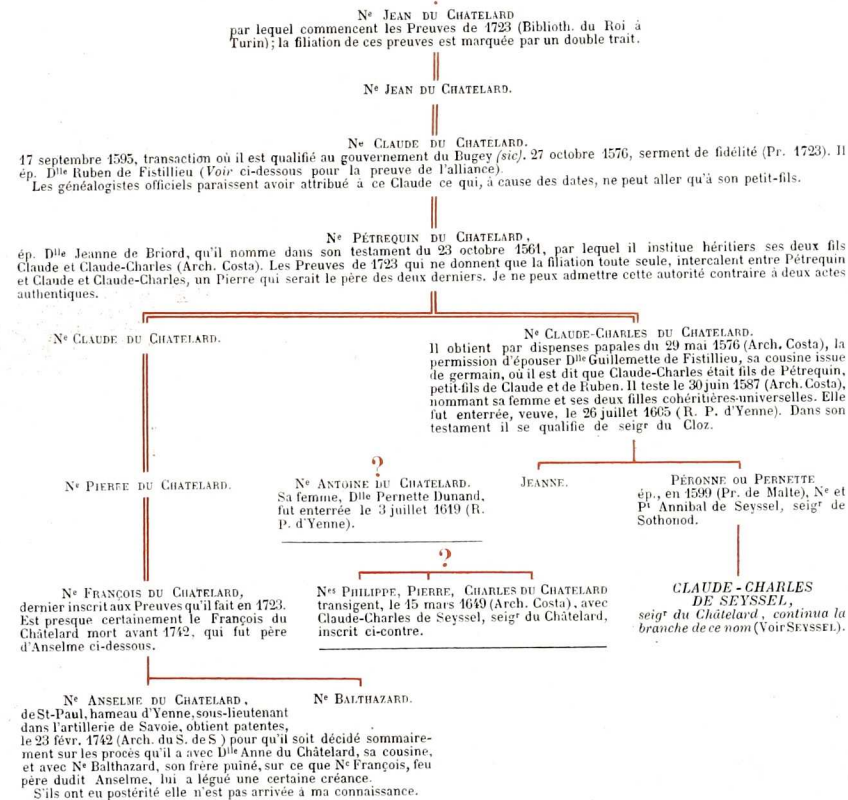 Ne JEAN DU CHATELARD
par lequel commencent les Preuves de 1723 (Biblioth. du Roi à
Turin); la filiation de ces preuves est marquée par un double trait.
Ne JEAN DU CHATELARD.
Ne CLAUDE DU CHATELARD.
17 septembre 1595, transaction où il est qualifié au gouvernement du Bugey (sic). 27 octobre 1576, serment de fidélité (Pr. 1723). Il
ép. Dlle Ruben de Fistillieu (Voir ci-dessous pour la preuve de l'alliance).
Les généalogistes officiels paraissent avoir attribué à ce Claude ce qui, à cause des dates, ne peut aller qu'à son petit-fils.
Ne PÉTREQUIN DU CHATELARD,
ép. Dlle Jeanne de Briord, qu'il nomme dans son testament du 23 octobre 1561, par lequel il institue héritiers ses deux fils
Claude et Claude-Charles (Arch. Costa). Les Preuves de 1723 qui ne donnent que la filiation toute seule, intercalent entre Pétrequin
et Claude et Claude-Charles, un Pierre qui serait le père des deux derniers. Je ne peux admettre cette autorité contraire à deux actes
authentiques.
Ne CLAUDE DU CHATELARD.
Ne CLAUDE-CHARLES DU CHATELARD.
Il obtient par dispenses papales du 29 mai 1576 (Arch. Costa), la
permission d'épouser Dlle Guillemette de Fistillieu, sa cousine issue
de germain, où il est dit que Claude-Charles était fils de Pétrequin,
petit-fils de Claude et de Ruben. Il teste le 30 juin 1587 (Arch. Costa),
nommant sa femme et ses deux filles cohéritières-universelles. Elle
fut enterrée, veuve, le 26 juillet 1605 (R. P. d'Yenne). Dans son
testament il se qualifie de seigr du Cloz.
Ne PIERRE DU CHATELARD.
?
Ne ANTOINE DU CHATELARD.
Sa femme, Dlle Pernette Dunand,
fut enterrée le 3 juillet 1619 (R.
P. d'Yenne).
JEANNE.
PÉRONNE OU PERNETTE
ép., en 1599 (Pr. de Malte), Ne et
Pt Annibal de Seyssel, seigr de
Sothonod.
Ne FRANÇOIS DU CHATELARD,
dernier inscrit aux Preuves qu'il fait en 1723.
Est presque certainement le François du
Châtelard mort avant 1742, qui fut père
d'Anselme ci-dessous.
?
Nes PHILIPPE, PIERRE, CHARLES DU CHATELARD
transigent, le 15 mars 1649 (Arch. Costa), avec
Claude-Charles de Seyssel, seigr du Châtelard,
inscrit ci-contre.
CLAUDE-CHARLES
DE SEYSSEL,
seigr du Châtelard, continua la
branche de ce nom (Voir SEYSSEL).
Ne ANSELME DU CHATELARD,
de St-Paul, hameau d'Yenne, sous-lieutenant
dans l'artillerie de Savoie, obtient patentes,
le 23 févr. 1742 (Arch. du S. de S ) pour qu'il soit décidé sommaire-
ment sur les procès qu'il a avec Dlle Anne du Châtelard, sa cousine,
et avec Ne Balthazard, son frère puîné, sur ce que Ne François, feu
père dudit Anselme, lui a légué une certaine créance.
S'ils ont eu postérité elle n'est pas arrivée à ma connaissance.
Ne BALTHAZARD.